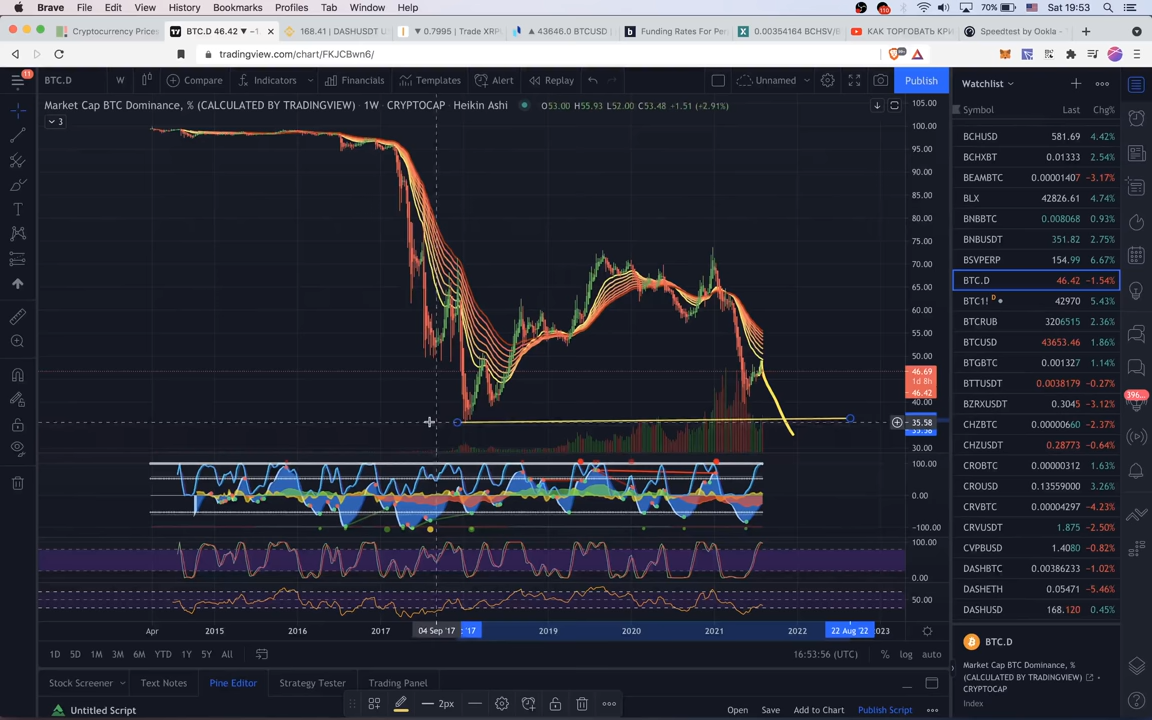 Brave File Edit View History Bookmarks Profiles Tab Window Help 110 70% Sat 19:53
Cryptocurrency Prices BTC.D 46.42 ▼ −1. 168.41 | DASHUSDT U ▼ 0.7995 | Trade XRP ▲ 43646.0 BTCUSD Funding Rates For Pe 0.00354164 BCHSV/B КАК ТОРГОВАТЬ КРИ Speedtest by Ookla -
tradingview.com/chart/FKJCBwn6/
11 BTC.D W Compare Indicators Financials Templates Alert Replay Unnamed Publish
Watchlist
Market Cap BTC Dominance, % (CALCULATED BY TRADINGVIEW) · 1W · CRYPTOCAP · Heikin Ashi O53.00 H55.93 L52.00 C53.48 +1.51 (+2.91%)
3
105.00
100.00
95.00
90.00
85.00
80.00
75.00
70.00
65.00
60.00
55.00
50.00
46.69
1d 8h
46.42
40.00
35.58
30.00
100.00
0.00
−100.00
100.00
0.00
50.00
Apr 2015 2016 2017 04 Sep '17 '17 2019 2020 2021 2022 22 Aug '22 2023
1D 5D 1M 3M 6M YTD 1Y 5Y All 16:53:56 (UTC) % log auto
Stock Screener Text Notes Pine Editor Strategy Tester Trading Panel
2px
Untitled Script Open Save Add to Chart Publish Script
Symbol Last Chg%
BCHUSD 581.69 4.42%
BCHXBT 0.01333 2.54%
BEAMBTC 0.00001407 −3.17%
BLX 42826.61 4.74%
BNBBTC 0.008068 0.93%
BNBUSDT 351.82 2.75%
BSVPERP 154.99 6.67%
BTC.D 46.42 −1.54%
BTC1! D 42970 5.43%
BTCRUB 3206515 2.36%
BTCUSD 43653.46 1.86%
BTGBTC 0.001327 1.14%
BTTUSDT 0.0038179 −0.27%
BZRXUSDT 0.3045 −3.12%
CHZBTC 0.00000660 −2.37%
CHZUSDT 0.28773 −0.64%
CROBTC 0.00000312 1.63%
CROUSD 0.13559000 3.26%
CRVBTC 0.00004297 −4.23%
CRVUSDT 1.875 −2.50%
CVPBUSD 1.4080 −0.82%
DASHBTC 0.00386233 −1.02%
DASHETH 0.05471 −5.46%
DASHUSD 168.120 0.45%
396
BTC.D
Market Cap BTC Dominance, %
(CALCULATED BY TRADINGVIEW) ·
CRYPTOCAP
Index